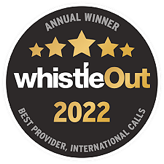 ANNUAL WINNER
whistleOut
2022
BEST PROVIDER, INTERNATIONAL CALLS